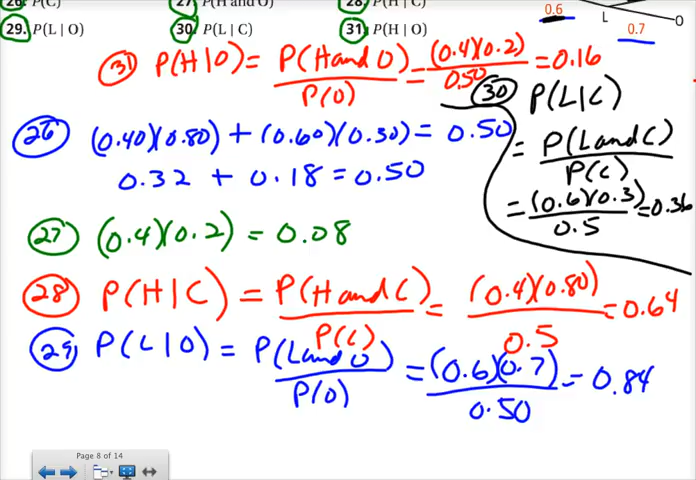 26. P(C)
27. P(H and O)
28. P(H | C)
0.6
L
O
29. P(L | O)
30. P(L | C)
31. P(H | O)
0.7
31 P(H|O) = P(H and O) / P(O) = (0.4)(0.2) / 0.50 = 0.16
30 P(L|C)
= P(L and C) / P(C)
= (0.6)(0.3) / 0.5 = 0.36
26 (0.40)(0.80) + (0.60)(0.30) = 0.50
0.32 + 0.18 = 0.50
27 (0.4)(0.2) = 0.08
28 P(H|C) = P(H and C) / P(C) = (0.4)(0.80) / 0.5 = 0.64
29 P(L|O) = P(L and O) / P(O) = (0.6)(0.7) / 0.50 = 0.84
Page 8 of 14